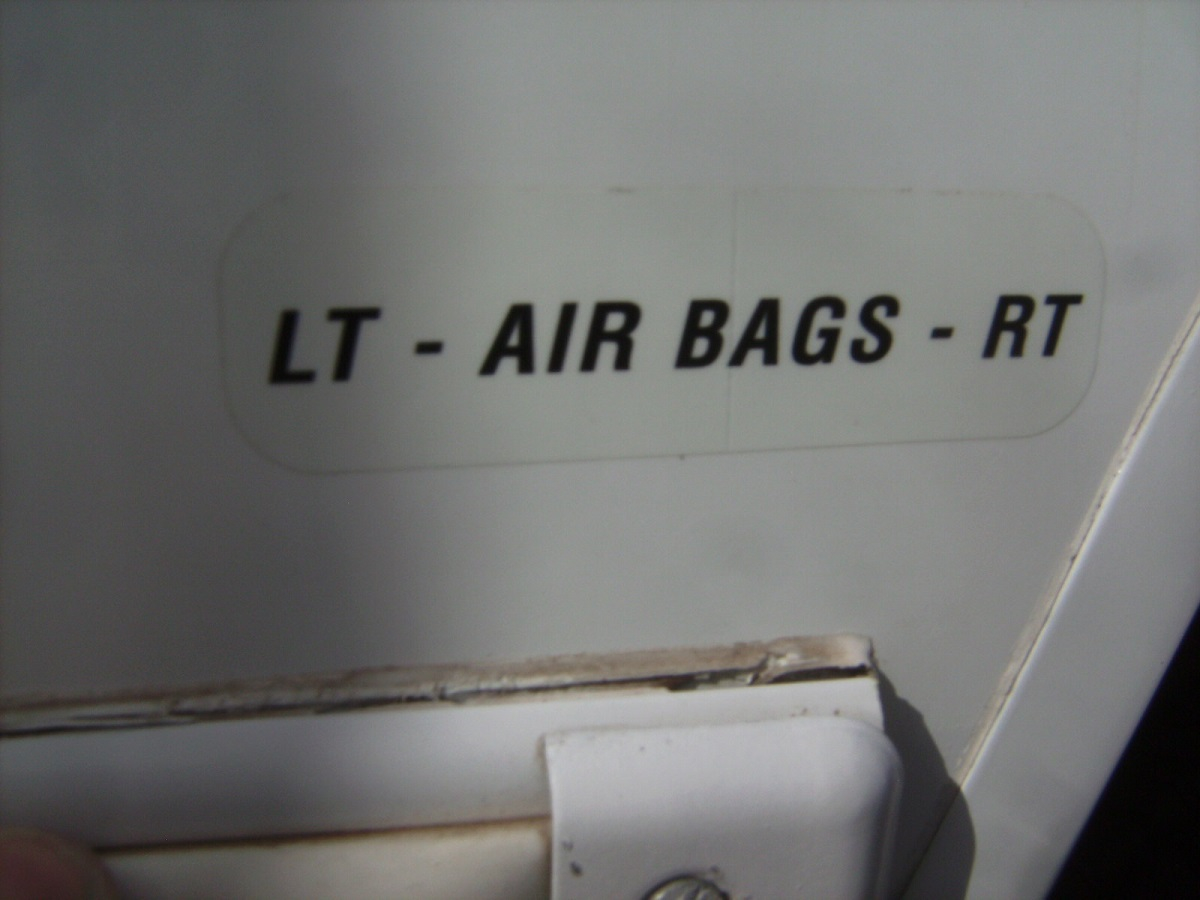 LT - AIR BAGS - RT